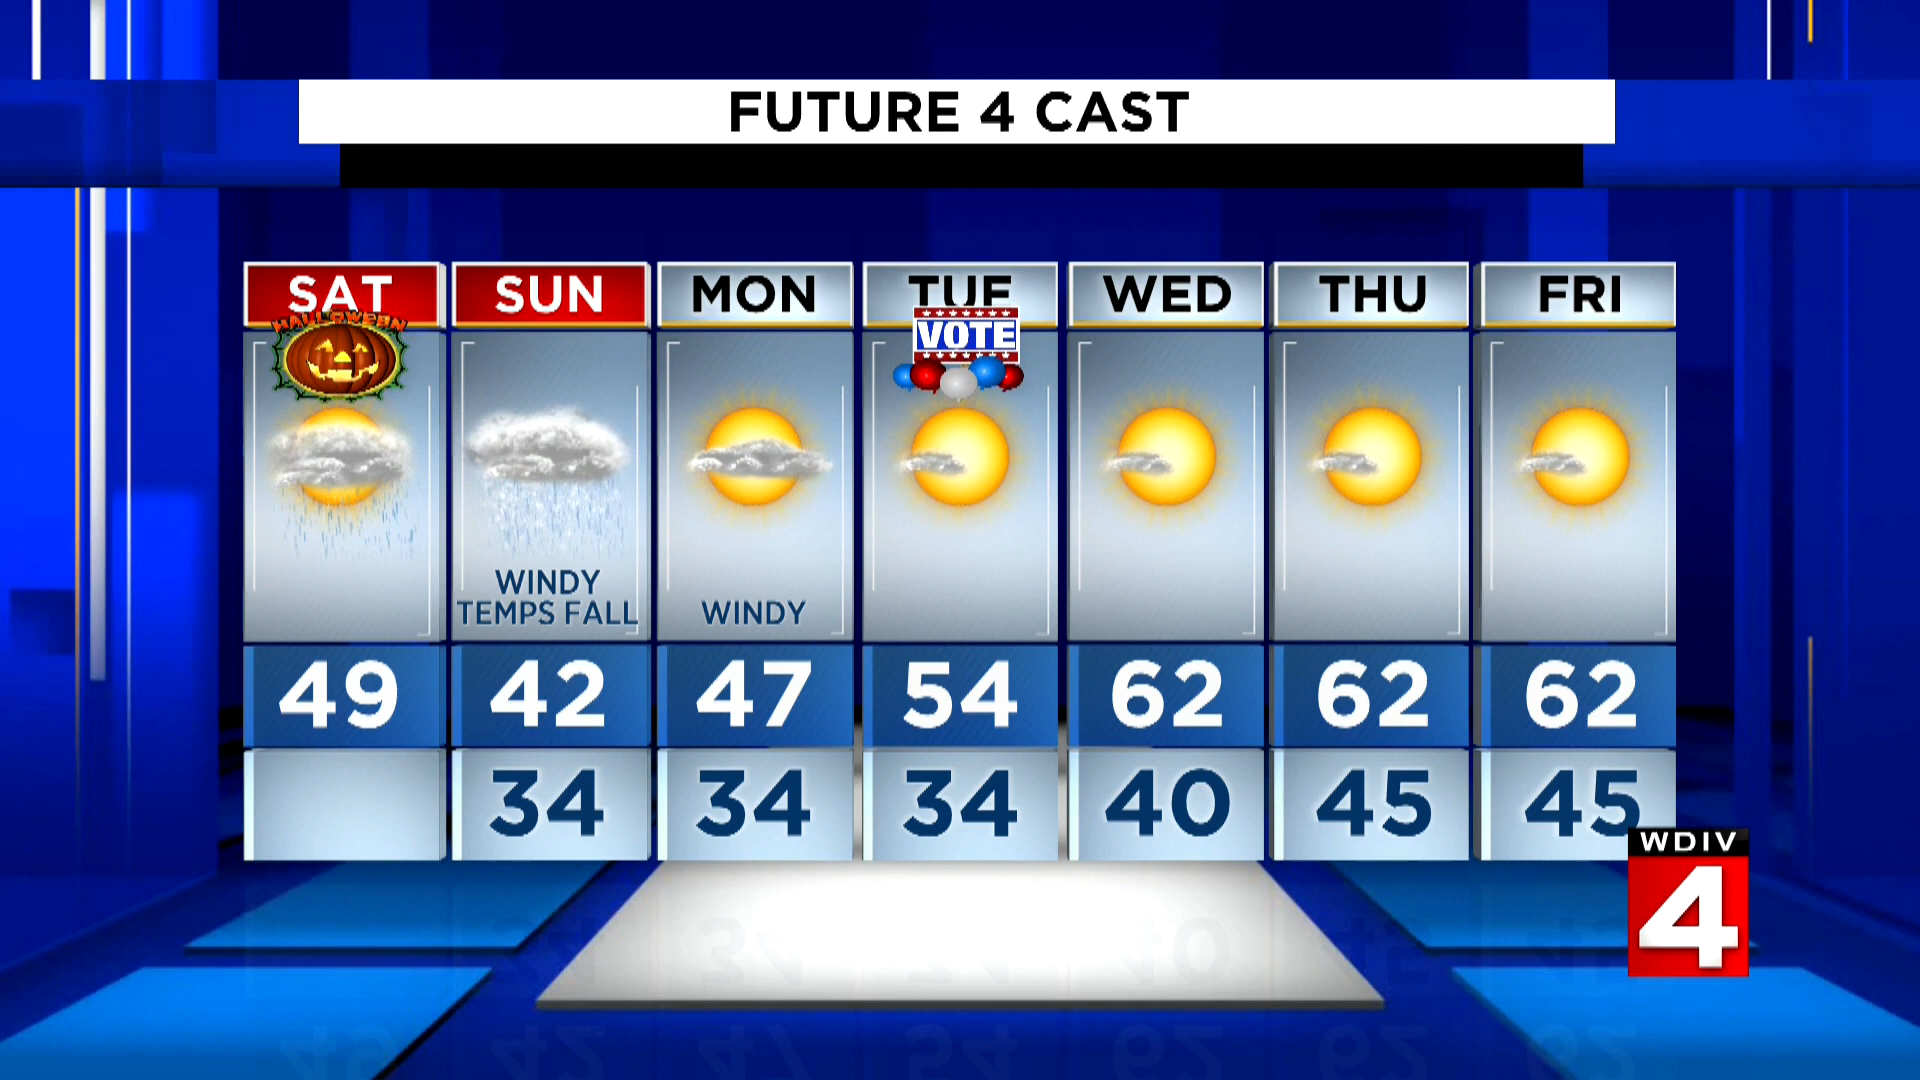 FUTURE 4 CAST
SAT SUN MON TUE WED THU FRI
HALLOWEEN
VOTE
WINDY
TEMPS FALL
WINDY
49 42 47 54 62 62 62
34 34 34 40 45 45
WDIV
4